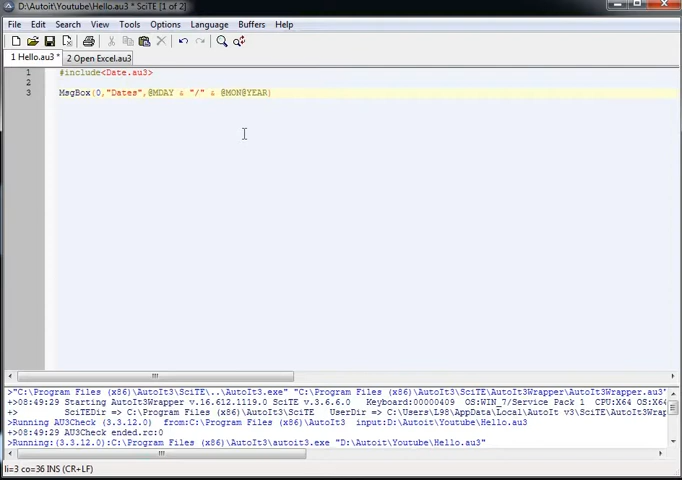 D:\Autoit\Youtube\Hello.au3 * SciTE [1 of 2]
File Edit Search View Tools Options Language Buffers Help
1 Hello.au3 * 2 Open Excel.au3
1 #include<Date.au3>
2
3 MsgBox(0,"Dates",@MDAY & "/" & @MON@YEAR)
>"C:\Program Files (x86)\AutoIt3\SciTE\..\AutoIt3.exe" "C:\Program Files (x86)\AutoIt3\SciTE\AutoIt3Wrapper\AutoIt3Wrapper.au3"
+>08:49:29 Starting AutoIt3Wrapper v.16.612.1119.0 SciTE v.3.6.6.0 Keyboard:00000409 OS:WIN_7/Service Pack 1 CPU:X64 OS:X6
+> SciTEDir => C:\Program Files (x86)\AutoIt3\SciTE UserDir => C:\Users\L98\AppData\Local\AutoIt v3\SciTE\AutoIt3Wrap
>Running AU3Check (3.3.12.0) from:C:\Program Files (x86)\AutoIt3 input:D:\Autoit\Youtube\Hello.au3
+>08:49:29 AU3Check ended.rc:0
>Running:(3.3.12.0):C:\Program Files (x86)\AutoIt3\autoit3.exe "D:\Autoit\Youtube\Hello.au3"
li=3 co=36 INS (CR+LF)